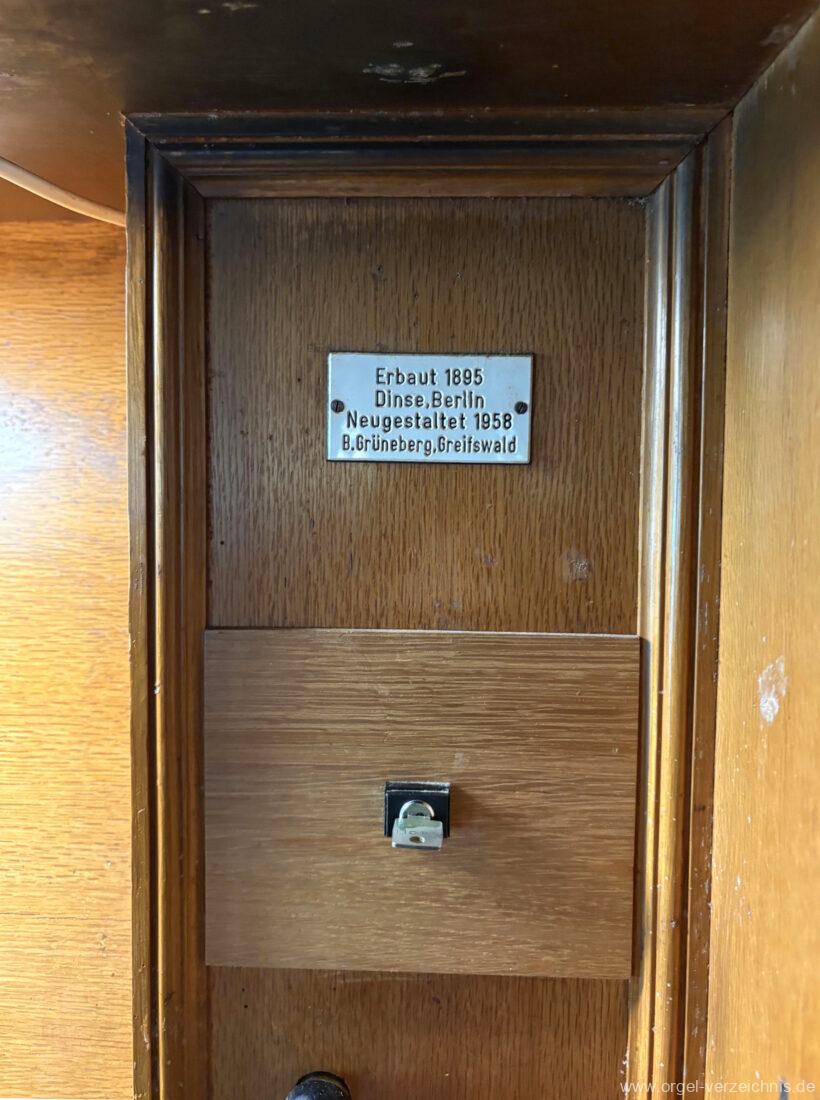 Erbaut 1895
Dinse,Berlin
Neugestaltet 1958
B.Grüneberg,Greifswald
www.orgel-verzeichnis.de